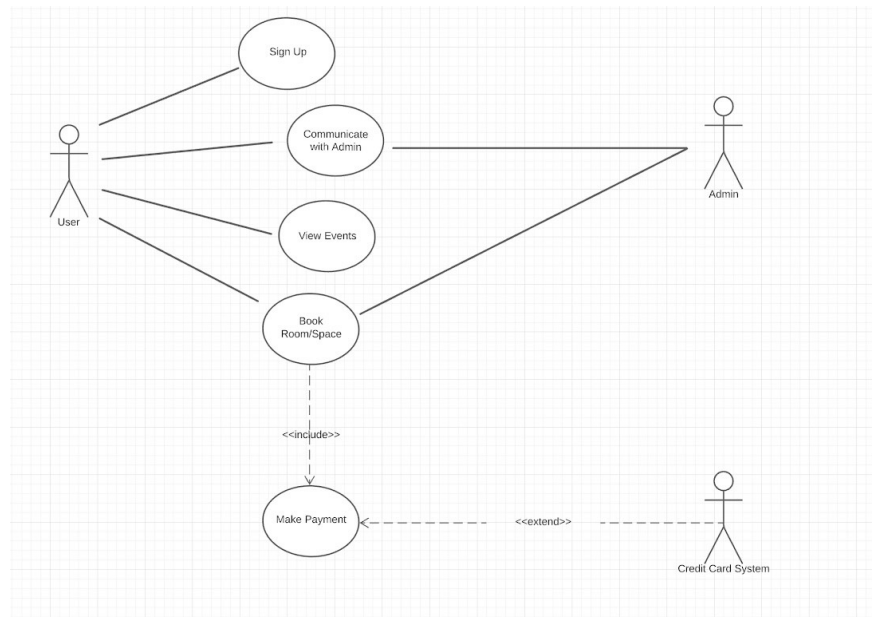 Sign Up
Communicate
with Admin
Admin
User
View Events
Book
Room/Space
<<include>>
Make Payment
<<extend>>
Credit Card System